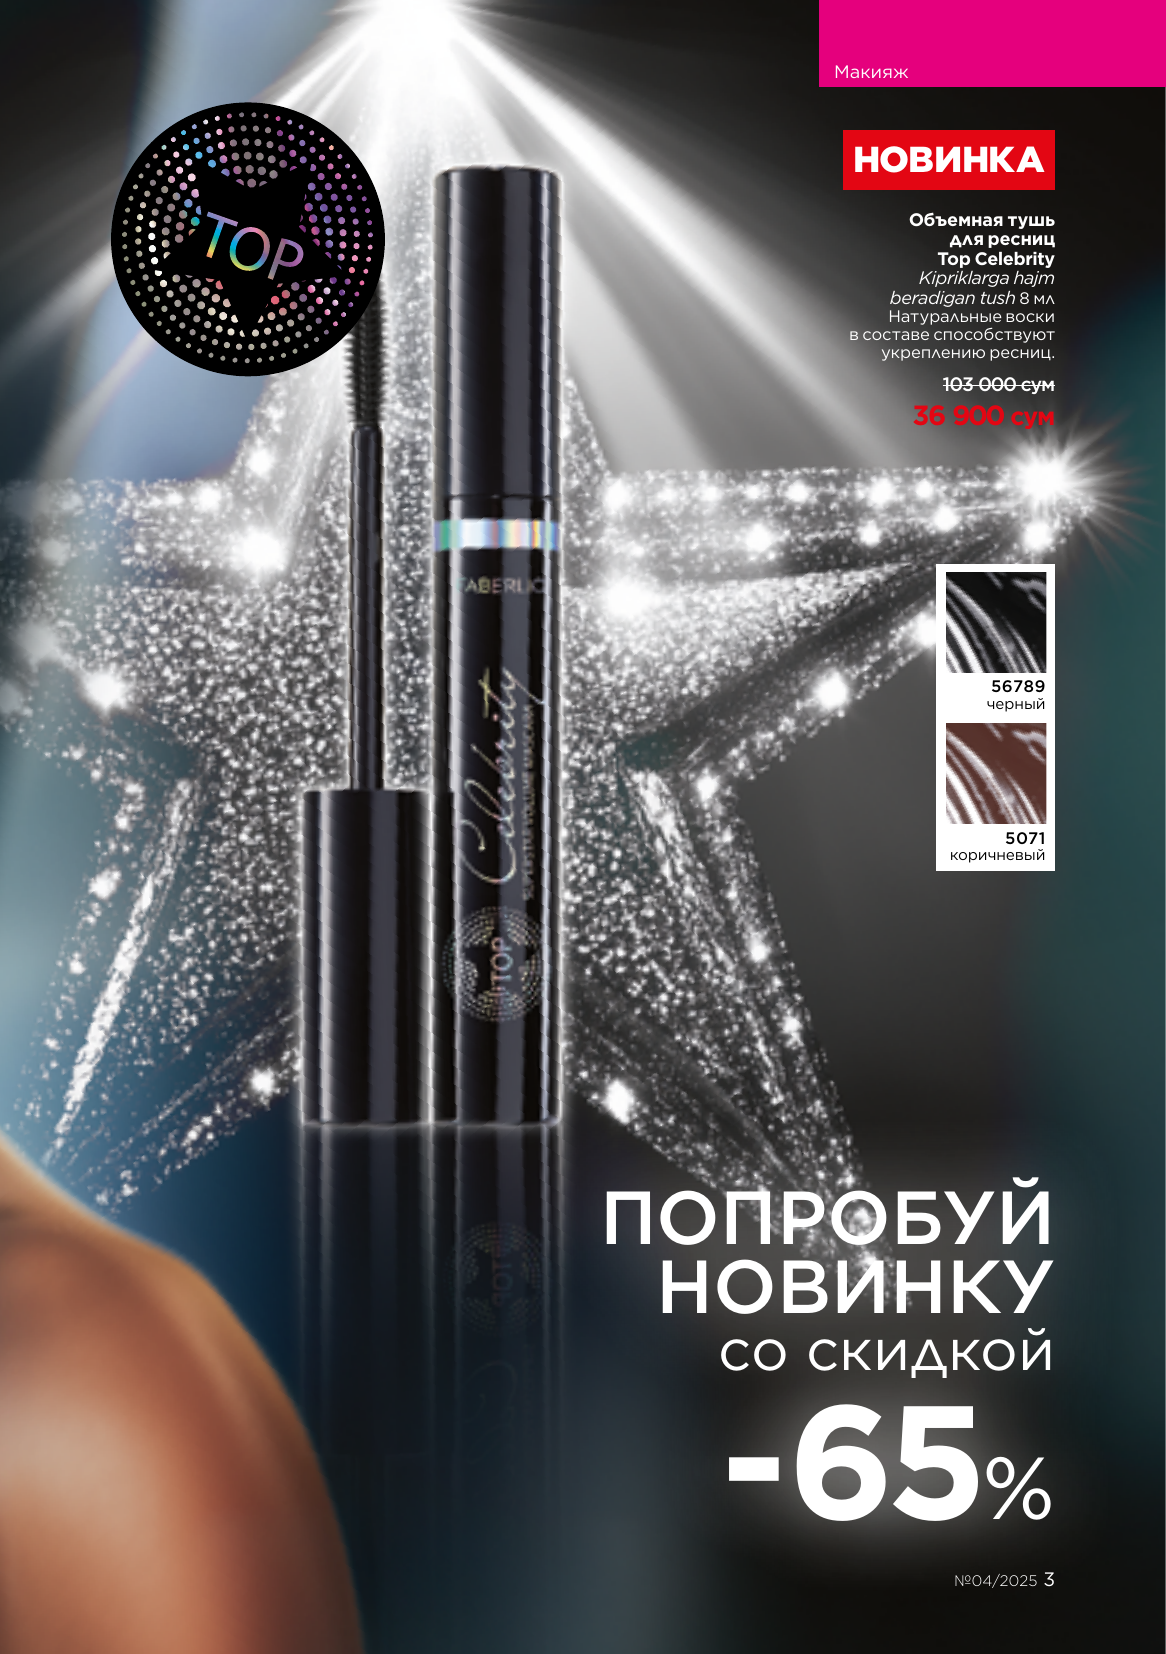 Макияж
TOP
НОВИНКА
Объемная тушь
для ресниц
Top Celebrity
Kipriklarga hajm
beradigan tush 8 мл
Натуральные воски
в составе способствуют
укреплению ресниц.
103 000 сум
36 900 сум
FABERLIC
Celebrity
TOP
56789
черный
5071
коричневый
ПОПРОБУЙ
НОВИНКУ
со скидкой
-65%
№04/2025 3